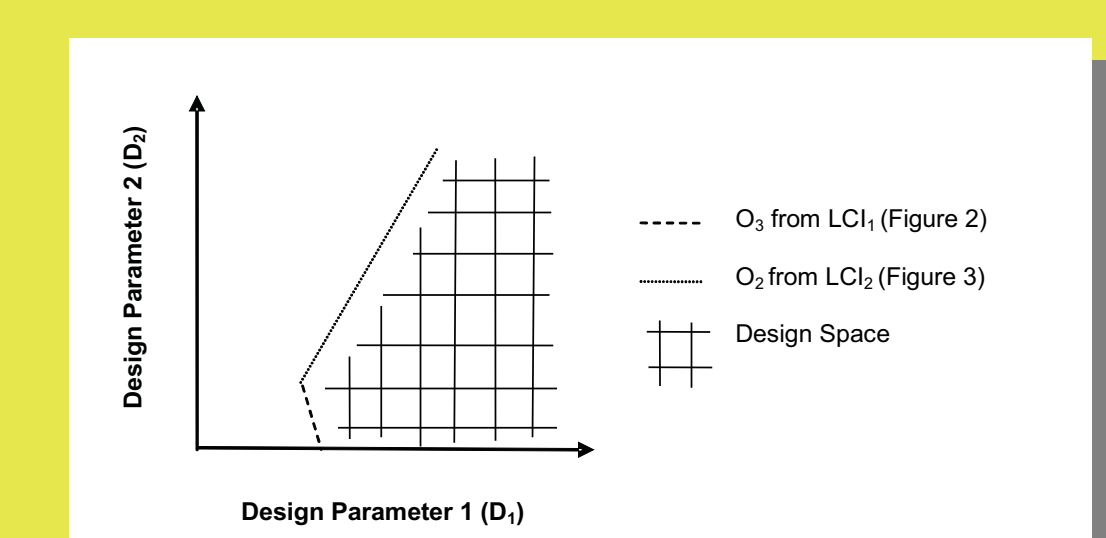 Design Parameter 2 (D₂)
O₃ from LCI₁ (Figure 2)
O₂ from LCI₂ (Figure 3)
Design Space
Design Parameter 1 (D₁)